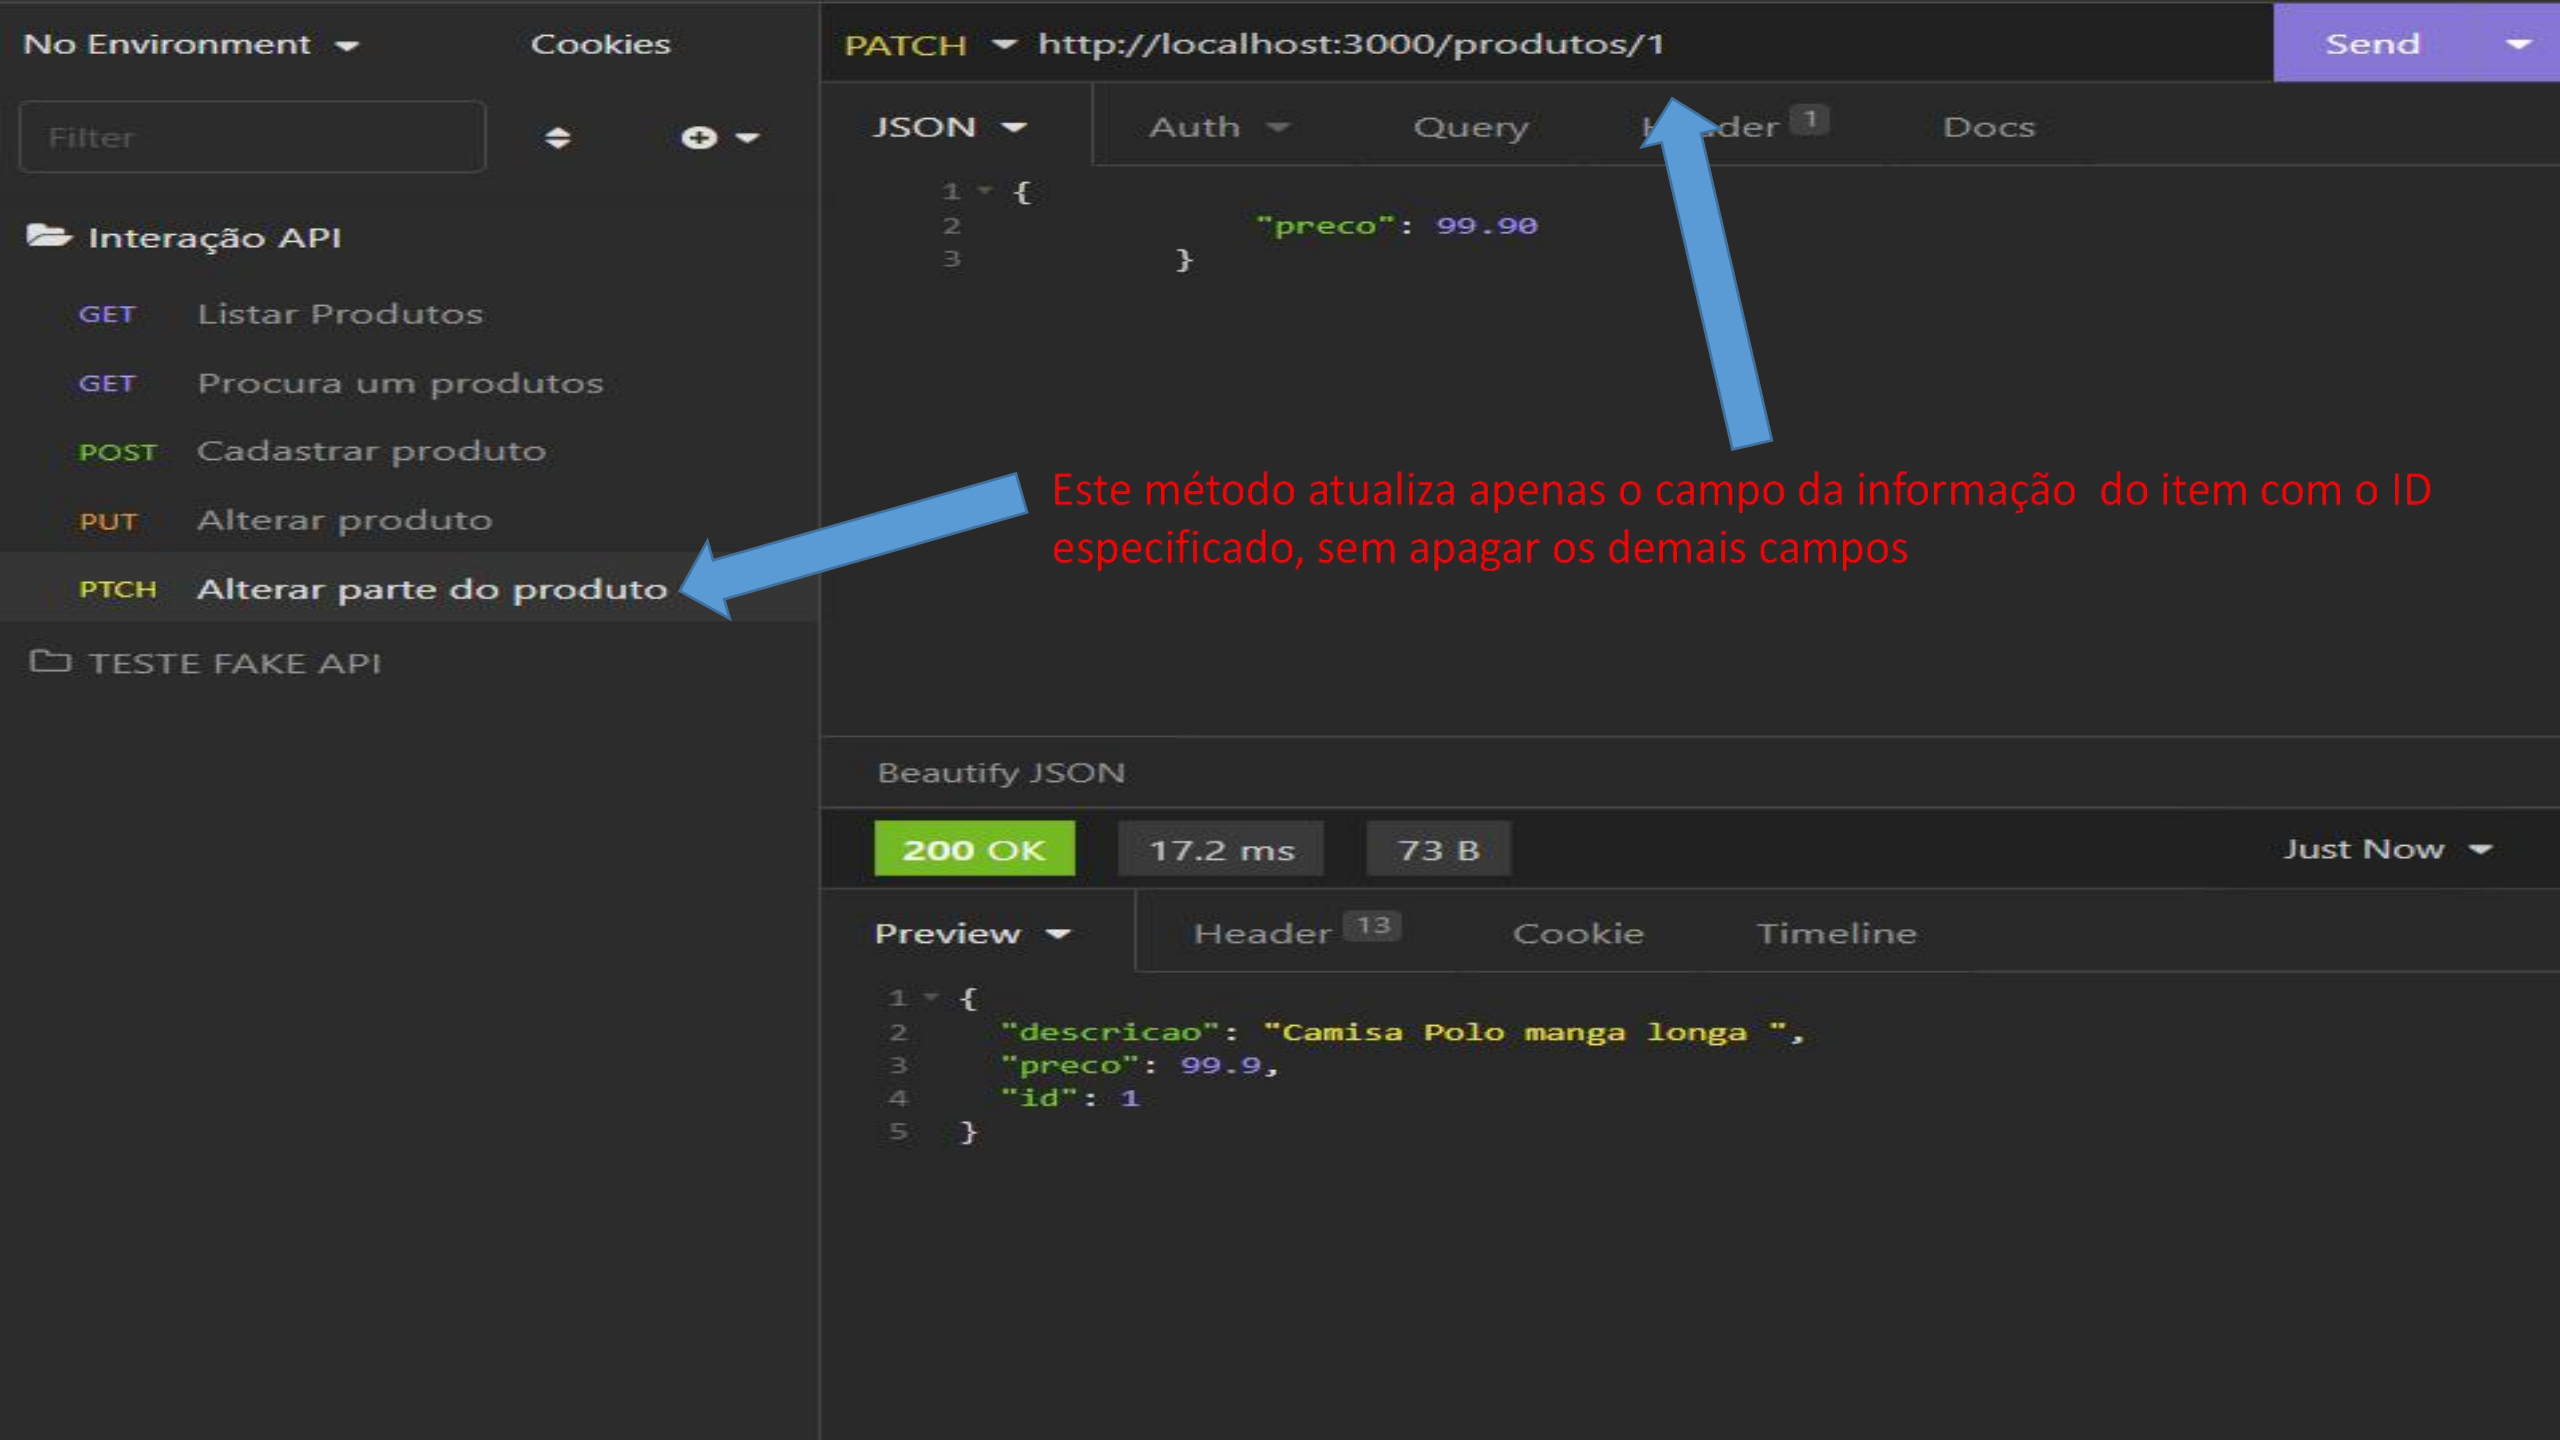 No Environment Cookies
PATCH http://localhost:3000/produtos/1 Send
Filter
JSON Auth Query der 1 Docs
1 {
2 "preco": 99.90
3 }
Interação API
GET Listar Produtos
GET Procura um produtos
POST Cadastrar produto
PUT Alterar produto
PTCH Alterar parte do produto
TESTE FAKE API
Este método atualiza apenas o campo da informação do item com o ID
especificado, sem apagar os demais campos
Beautify JSON
200 OK 17.2 ms 73 B Just Now
Preview Header 13 Cookie Timeline
1 {
2 "descricao": "Camisa Polo manga longa ",
3 "preco": 99.9,
4 "id": 1
5 }